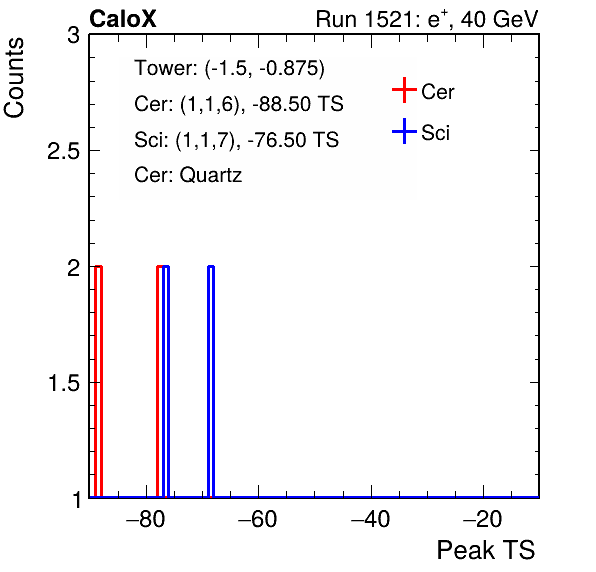 CaloX Run 1521: e⁺, 40 GeV
Counts
3
2.5
2
1.5
1
Tower: (-1.5, -0.875)
Cer: (1,1,6), -88.50 TS
Sci: (1,1,7), -76.50 TS
Cer: Quartz
Cer
Sci
−80 −60 −40 −20
Peak TS